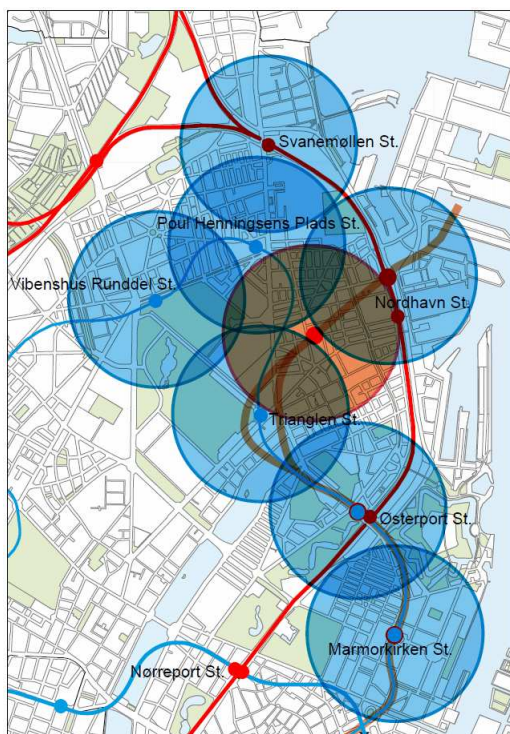 Svanemøllen St.
Poul Henningsens Plads St.
Vibenshus Runddel St.
Nordhavn St.
Trianglen St.
Østerport St.
Marmorkirken St.
Nørreport St.